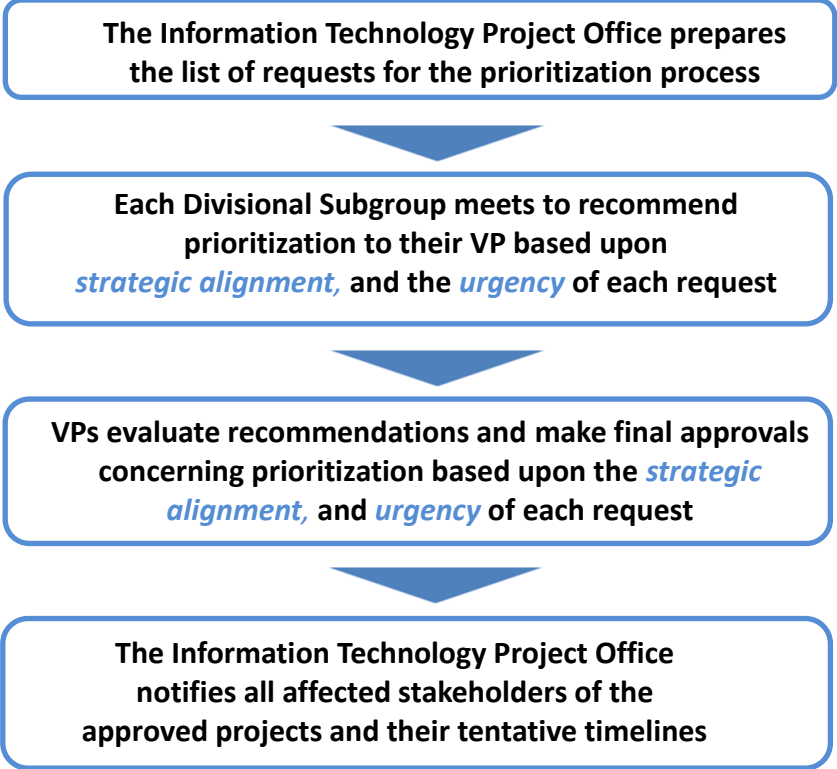 The Information Technology Project Office prepares
the list of requests for the prioritization process
Each Divisional Subgroup meets to recommend
prioritization to their VP based upon
strategic alignment, and the urgency of each request
VPs evaluate recommendations and make final approvals
concerning prioritization based upon the strategic
alignment, and urgency of each request
The Information Technology Project Office
notifies all affected stakeholders of the
approved projects and their tentative timelines